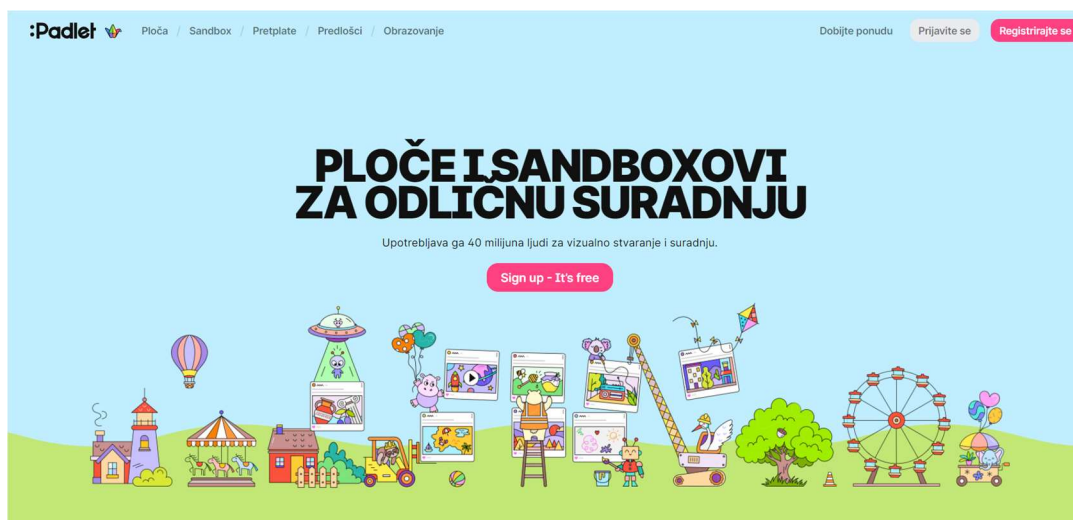 :Padlet Ploča / Sandbox / Pretplate / Predlošci / Obrazovanje Dobijte ponudu Prijavite se Registrirajte se
PLOČE I SANDBOXOVI
ZA ODLIČNU SURADNJU
Upotrebljava ga 40 milijuna ljudi za vizualno stvaranje i suradnju.
Sign up - It's free